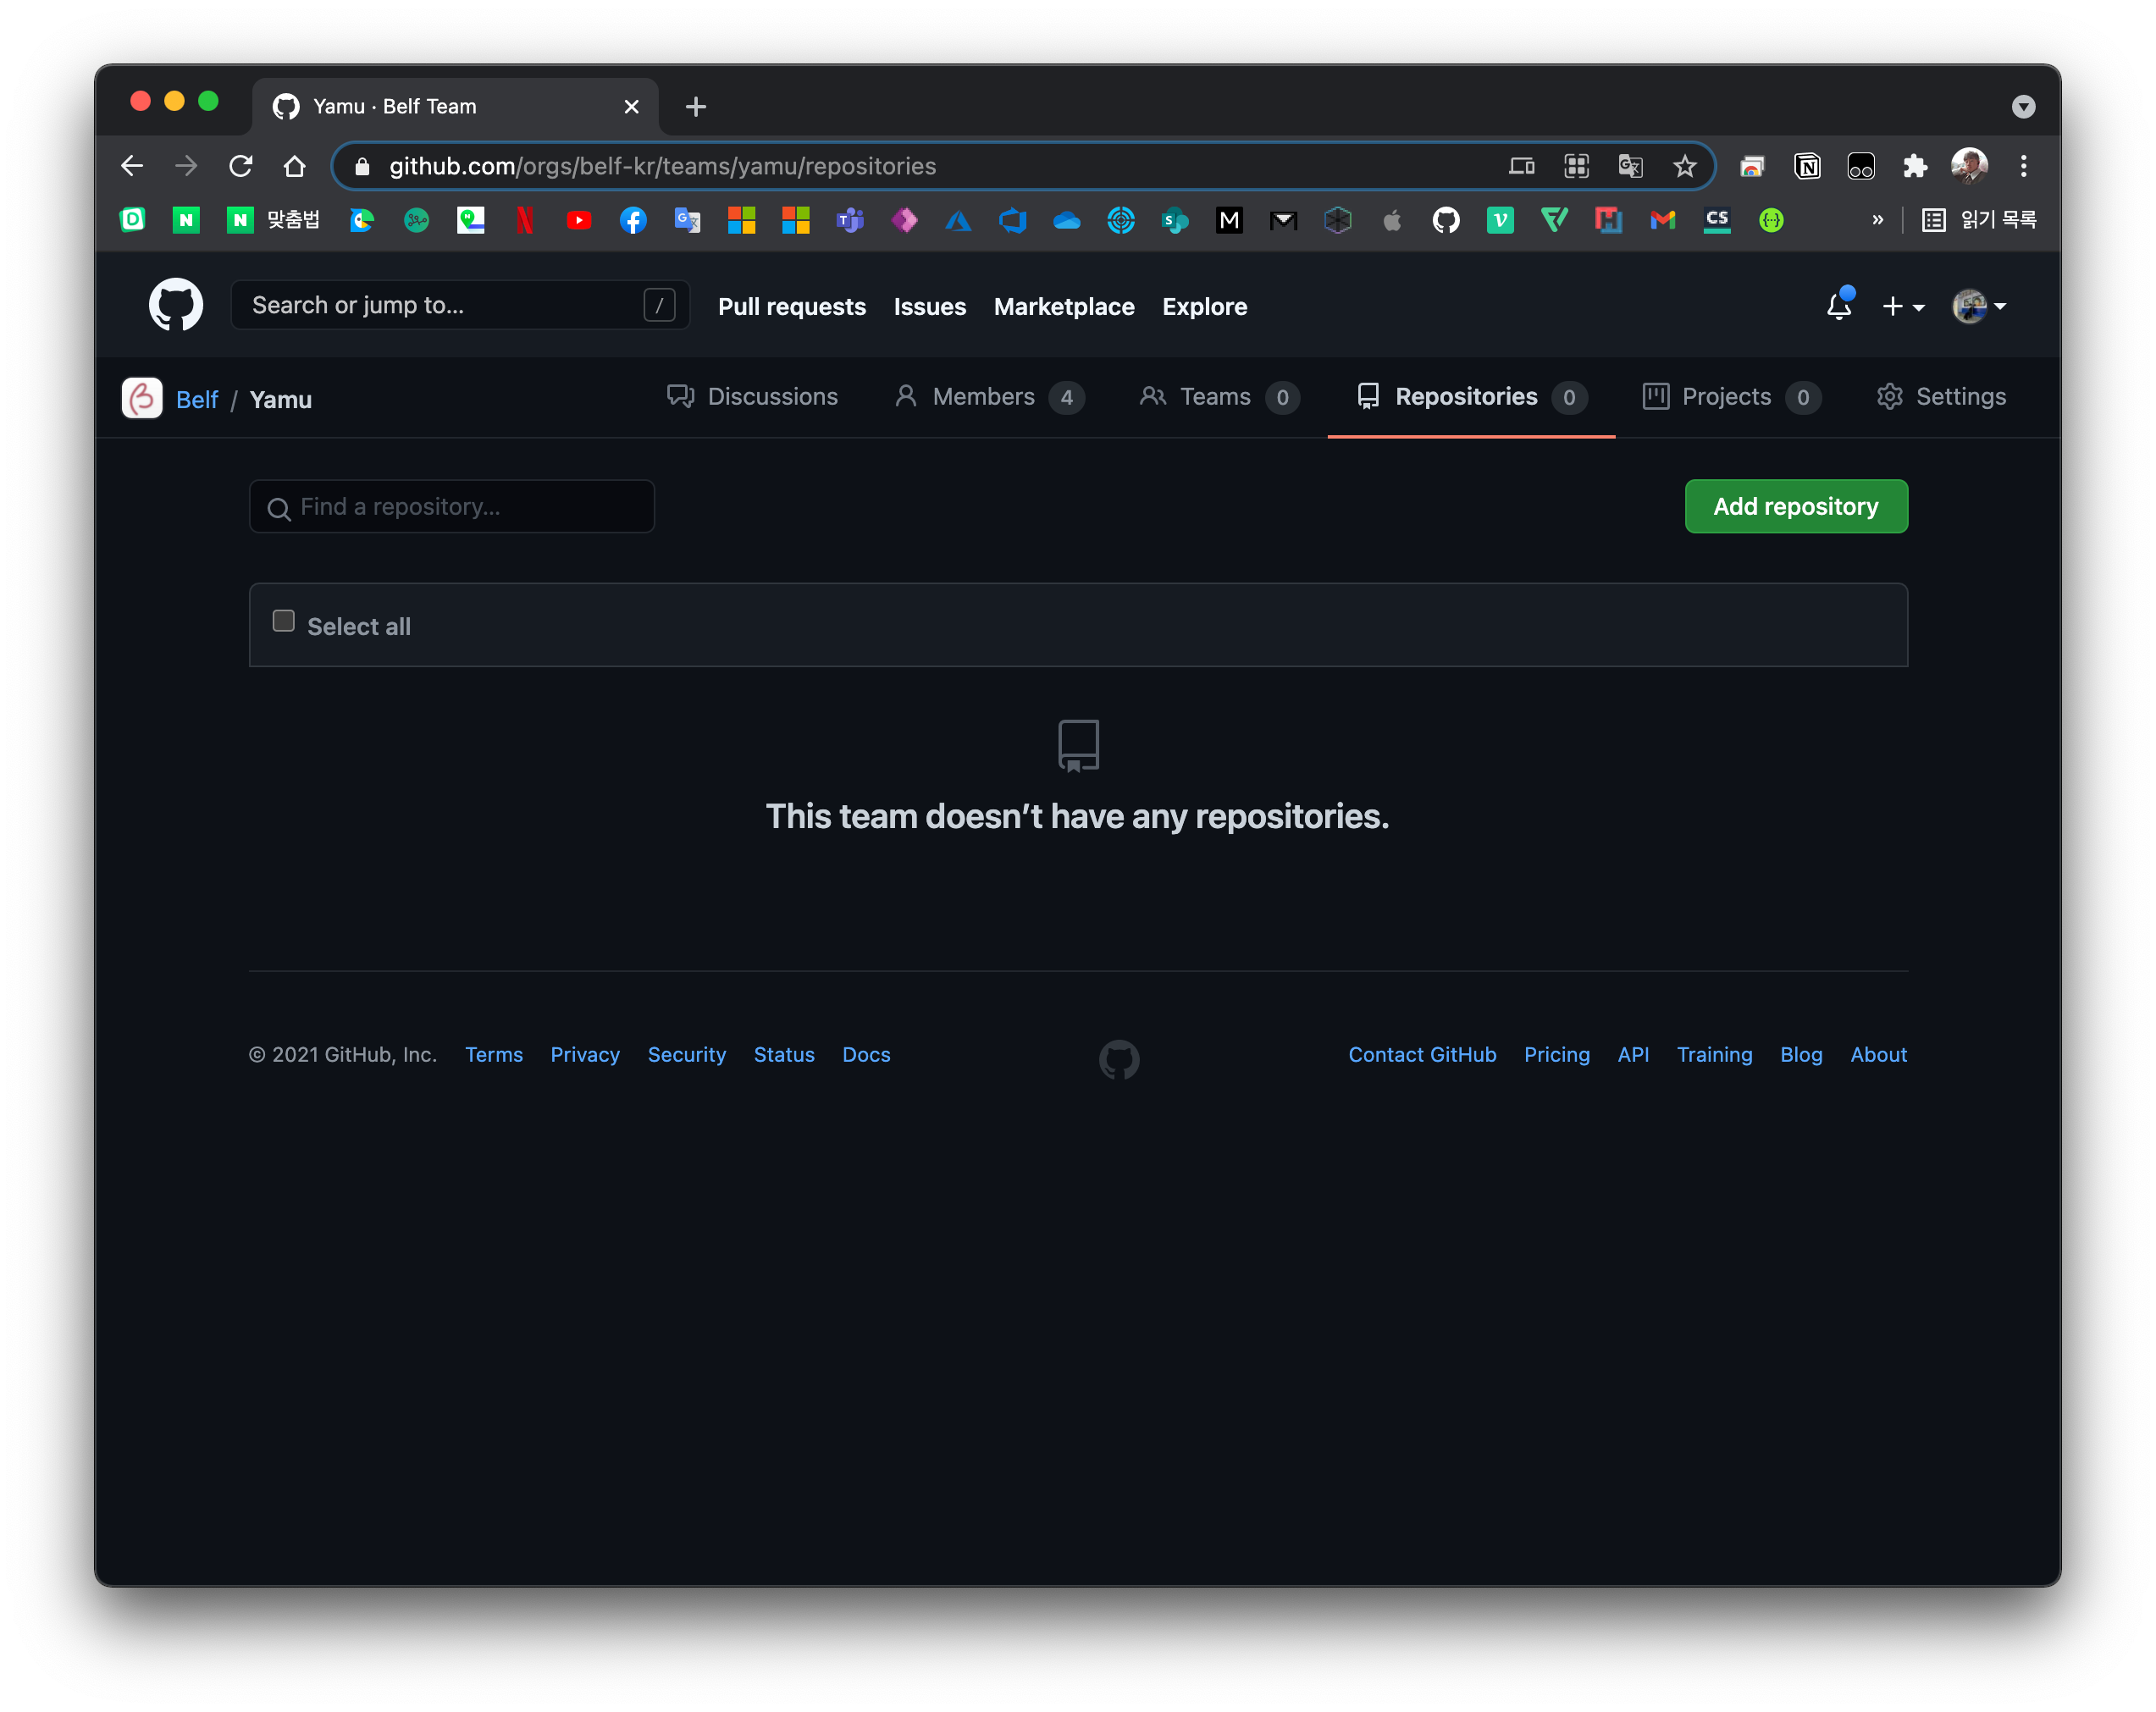 Yamu · Belf Team
github.com/orgs/belf-kr/teams/yamu/repositories
맞춤법
읽기 목록
Search or jump to... / Pull requests Issues Marketplace Explore
Belf / Yamu Discussions Members 4 Teams 0 Repositories 0 Projects 0 Settings
Find a repository... Add repository
Select all
This team doesn’t have any repositories.
© 2021 GitHub, Inc. Terms Privacy Security Status Docs Contact GitHub Pricing API Training Blog About